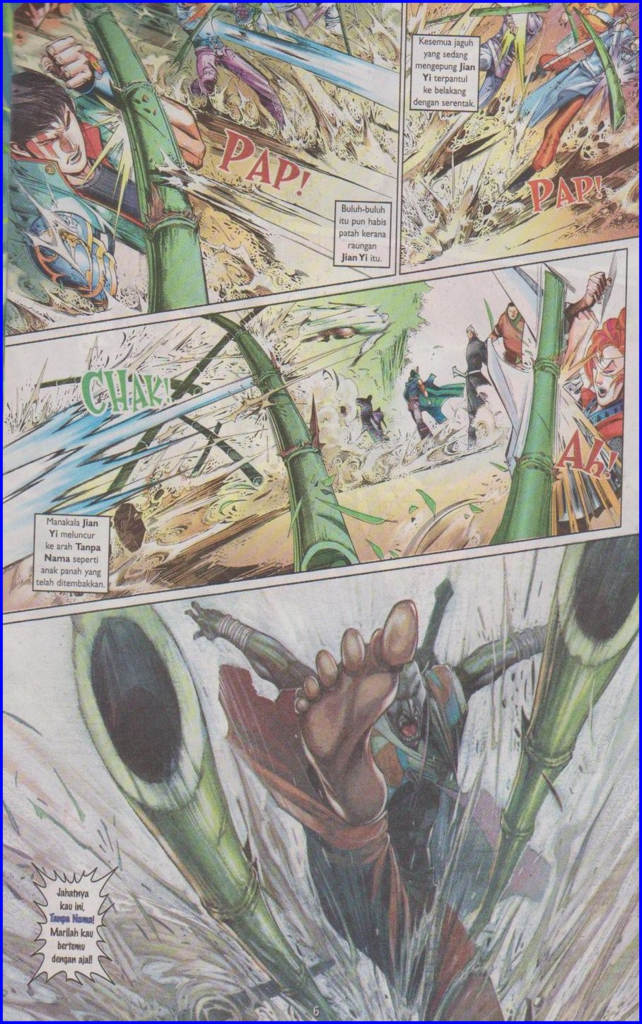 PAP!
Buluh-buluh
itu pun habis
patah kerana
raungan
Jian Yi itu.
Kesemua jaguh
yang sedang
mengepung Jian
Yi terpantul
ke belakang
dengan serentak.
PAP!
CHAK!
Manakala Jian
Yi meluncur
ke arah Tanpa
Nama seperti
anak panah yang
telah ditembakkan.
Ah!
Jahatnya
kau ini,
Tanpa Nama!
Marilah kau
bertemu
dengan ajal!
6